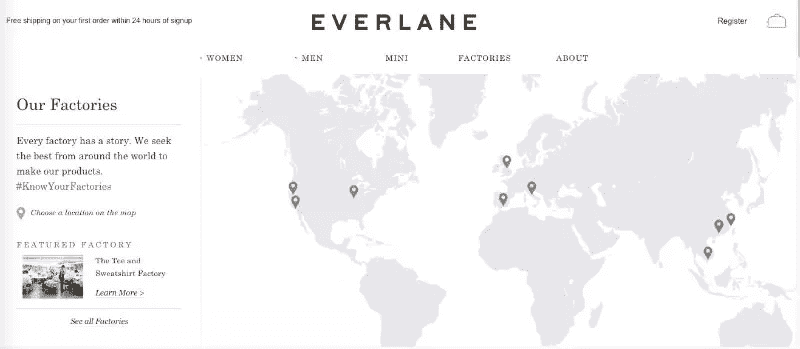 Free shipping on your first order within 24 hours of signup
EVERLANE
Register
WOMEN
MEN
MINI
FACTORIES
ABOUT
Our Factories
Every factory has a story. We seek
the best from around the world to
make our products.
#KnowYourFactories
Choose a location on the map
FEATURED FACTORY
The Tee and
Sweatshirt Factory
Learn More >
See all Factories